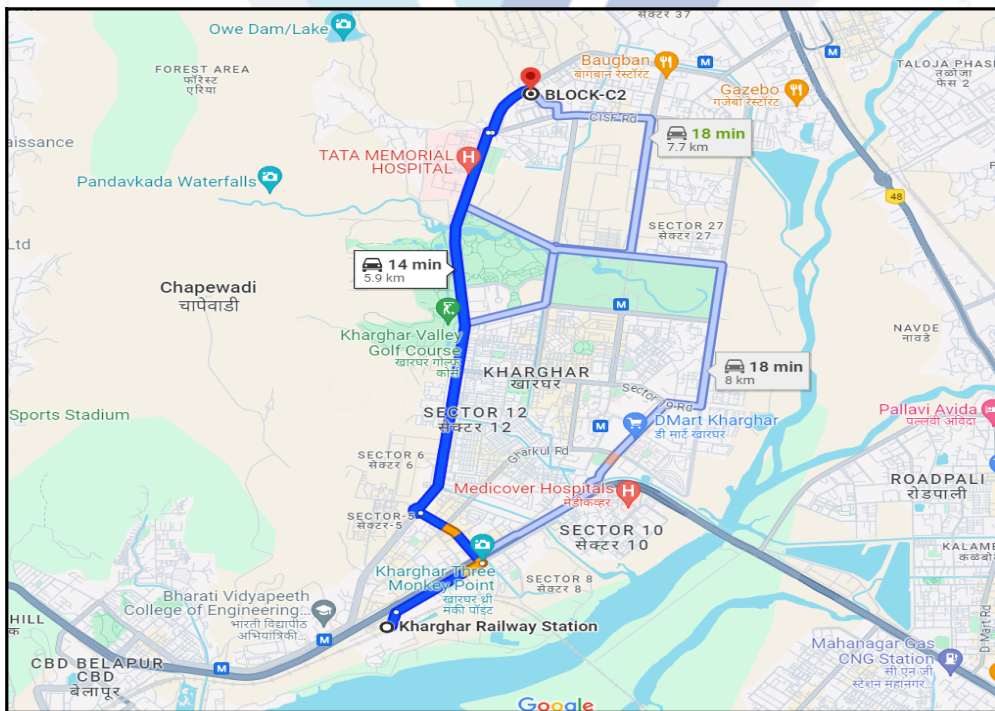 सेक्टर 37
Owe Dam/Lake
Baugban
बागबान रेस्टॉरंट
FOREST AREA
फॉरेस्ट
एरिया
TALOJA PHASE
तळोजा
फेस 2
Gazebo
गजेबो रेस्टॉरंट
BLOCK-C2
CISF Rd
18 min
7.7 km
aissance
TATA MEMORIAL
HOSPITAL
Pandavkada Waterfalls
48
Ltd
SECTOR 27
सेक्टर 27
14 min
5.9 km
Chapewadi
चापेवाडी
Kharghar Valley
Golf Course
खारघर गोल्फ
कोर्स
NAVDE
नावडे
KHARGHAR
खारघर
18 min
8 km
Sector 19 Rd
Sports Stadium
SECTOR 12
सेक्टर 12
DMart Kharghar
डी मार्ट खारघर
Pallavi Avida
पल्लवी अविदा
Gharkul Rd
SECTOR 6
सेक्टर 6
Medicover Hospitals
मेडीकव्हर
ROADPALI
रोडपाली
SECTOR-5
सेक्टर-5
SECTOR 10
सेक्टर 10
KALAMB
कळंबो
Kharghar Three
Monkey Point
खारघर थ्री
मंकी पॉइंट
SECTOR 8
सेक्टर 8
Bharati Vidyapeeth
College of Engineering...
भारती विद्यापीठ
अभियांत्रिकी
HILL
Kharghar Railway Station
D-Mart Rd
CBD BELAPUR
CBD
बेलापूर
Mahanagar Gas
CNG Station
सी एन जी
स्टेशन महानगर...
Google